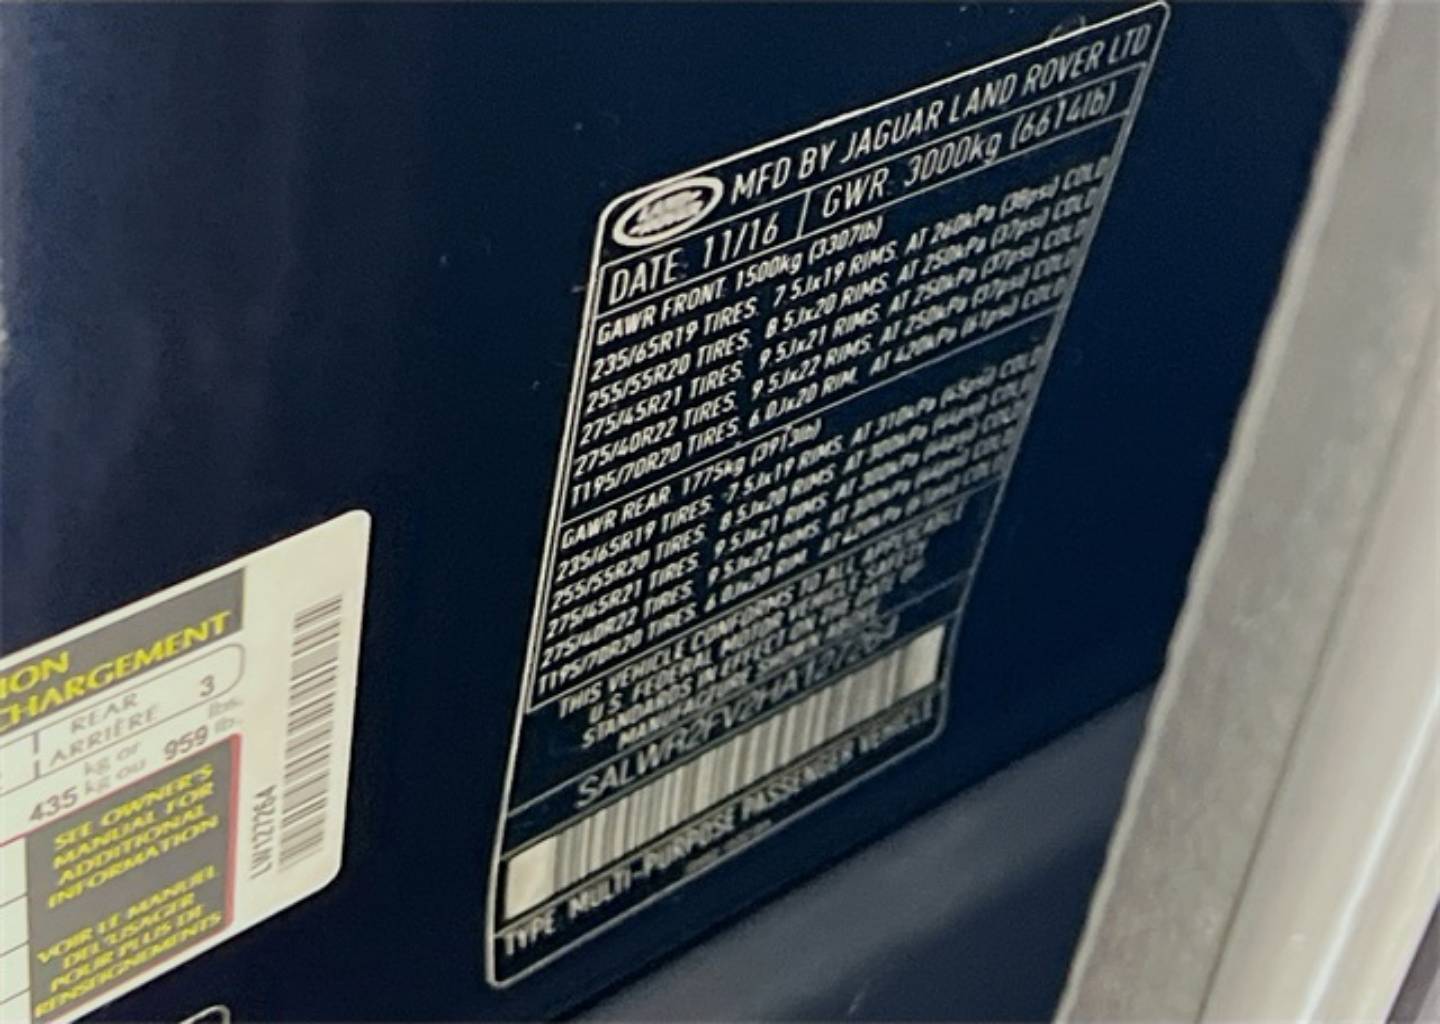 MFD BY JAGUAR LAND ROVER LTD
DATE: 11/16 GWR: 3000kg (6614lb)
GAWR FRONT: 1500kg (3307lb)
235/65R19 TIRES. 7.5Jx19 RIMS. AT 260kPa (38psi) COLD
255/55R20 TIRES. 8.5Jx20 RIMS. AT 250kPa (37psi) COLD
275/45R21 TIRES. 9.5Jx21 RIMS. AT 250kPa (37psi) COLD
275/40R22 TIRES. 9.5Jx22 RIMS. AT 250kPa (37psi) COLD
T195/70R20 TIRES. 6.0Jx20 RIM. AT 420kPa (61psi) COLD
GAWR REAR: 1775kg (3913lb)
235/65R19 TIRES. 7.5Jx19 RIMS. AT 310kPa (45psi) COLD
255/55R20 TIRES. 8.5Jx20 RIMS. AT 300kPa (44psi) COLD
275/45R21 TIRES. 9.5Jx21 RIMS. AT 300kPa (44psi) COLD
275/40R22 TIRES. 9.5Jx22 RIMS. AT 300kPa (44psi) COLD
T195/70R20 TIRES. 6.0Jx20 RIM. AT 420kPa (61psi) COLD
THIS VEHICLE CONFORMS TO ALL APPLICABLE
U.S. FEDERAL MOTOR VEHICLE SAFETY
STANDARDS IN EFFECT ON THE DATE OF
MANUFACTURE SHOWN ABOVE
TYPE: MULTI-PURPOSE PASSENGER VEHICLE
ION
CHARGEMENT
REAR
ARRIÈRE 3
435 kg or kg ou 959 lbs. lb.
SEE OWNER'S
MANUAL FOR
ADDITIONAL
INFORMATION
VOIR LE MANUEL
DE L'USAGER
POUR PLUS DE
RENSEIGNEMENTS
LW127264